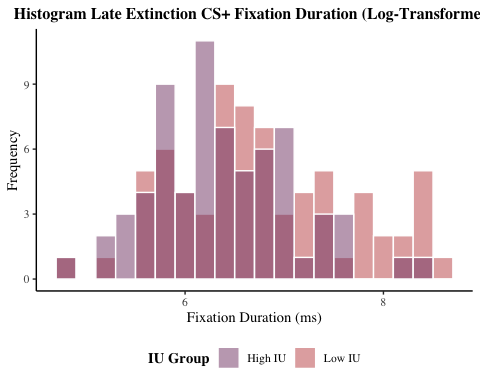 Histogram Late Extinction CS+ Fixation Duration (Log-Transforme
9
6
3
0
Frequency
6 8
Fixation Duration (ms)
IU Group High IU Low IU